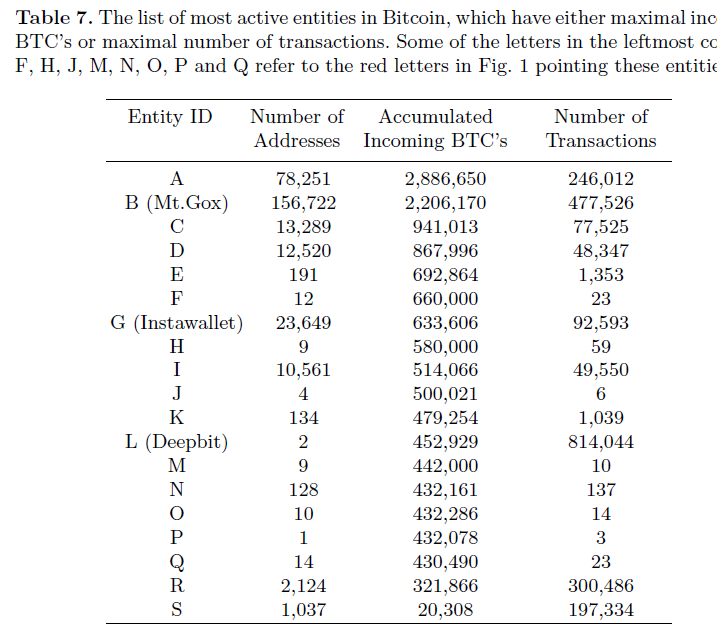 Table 7. The list of most active entities in Bitcoin, which have either maximal inc
BTC's or maximal number of transactions. Some of the letters in the leftmost co
F, H, J, M, N, O, P and Q refer to the red letters in Fig. 1 pointing these entitie
Entity ID Number of Accumulated Number of
Addresses Incoming BTC's Transactions
A 78,251 2,886,650 246,012
B (Mt.Gox) 156,722 2,206,170 477,526
C 13,289 941,013 77,525
D 12,520 867,996 48,347
E 191 692,864 1,353
F 12 660,000 23
G (Instawallet) 23,649 633,606 92,593
H 9 580,000 59
I 10,561 514,066 49,550
J 4 500,021 6
K 134 479,254 1,039
L (Deepbit) 2 452,929 814,044
M 9 442,000 10
N 128 432,161 137
O 10 432,286 14
P 1 432,078 3
Q 14 430,490 23
R 2,124 321,866 300,486
S 1,037 20,308 197,334